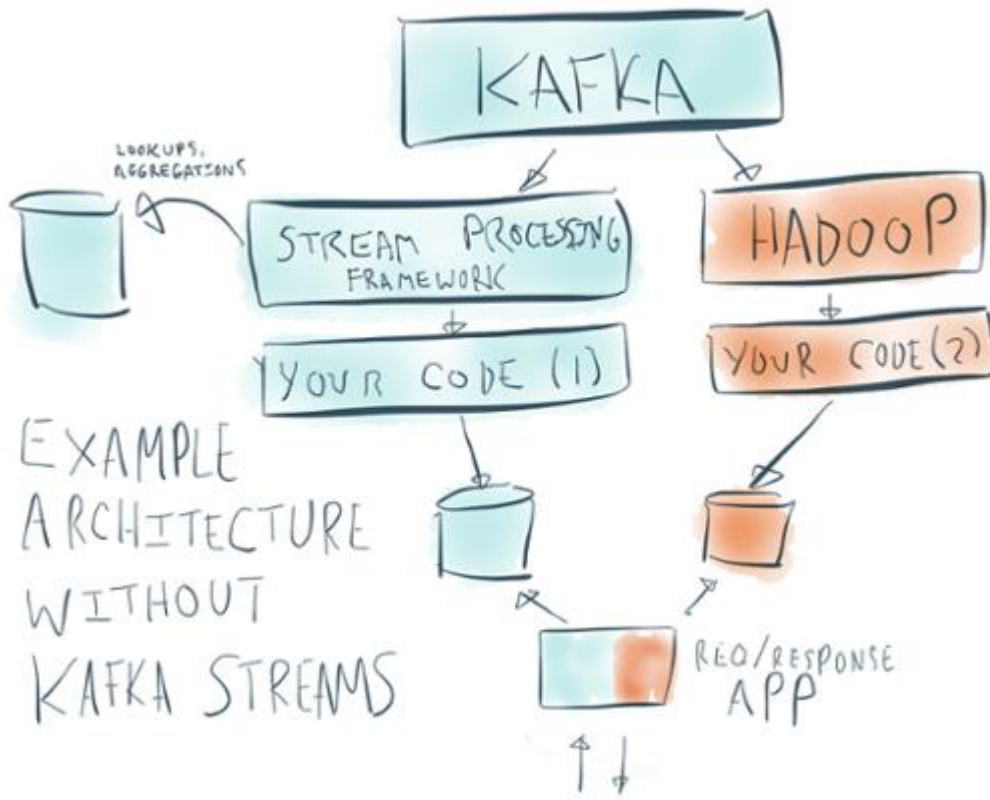 KAFKA
LOOKUPS,
AGGREGATIONS
STREAM PROCESSING
FRAMEWORK
HADOOP
YOUR CODE (1)
YOUR CODE (2)
EXAMPLE
ARCHITECTURE
WITHOUT
KAFKA STREAMS
REQ/RESPONSE
APP